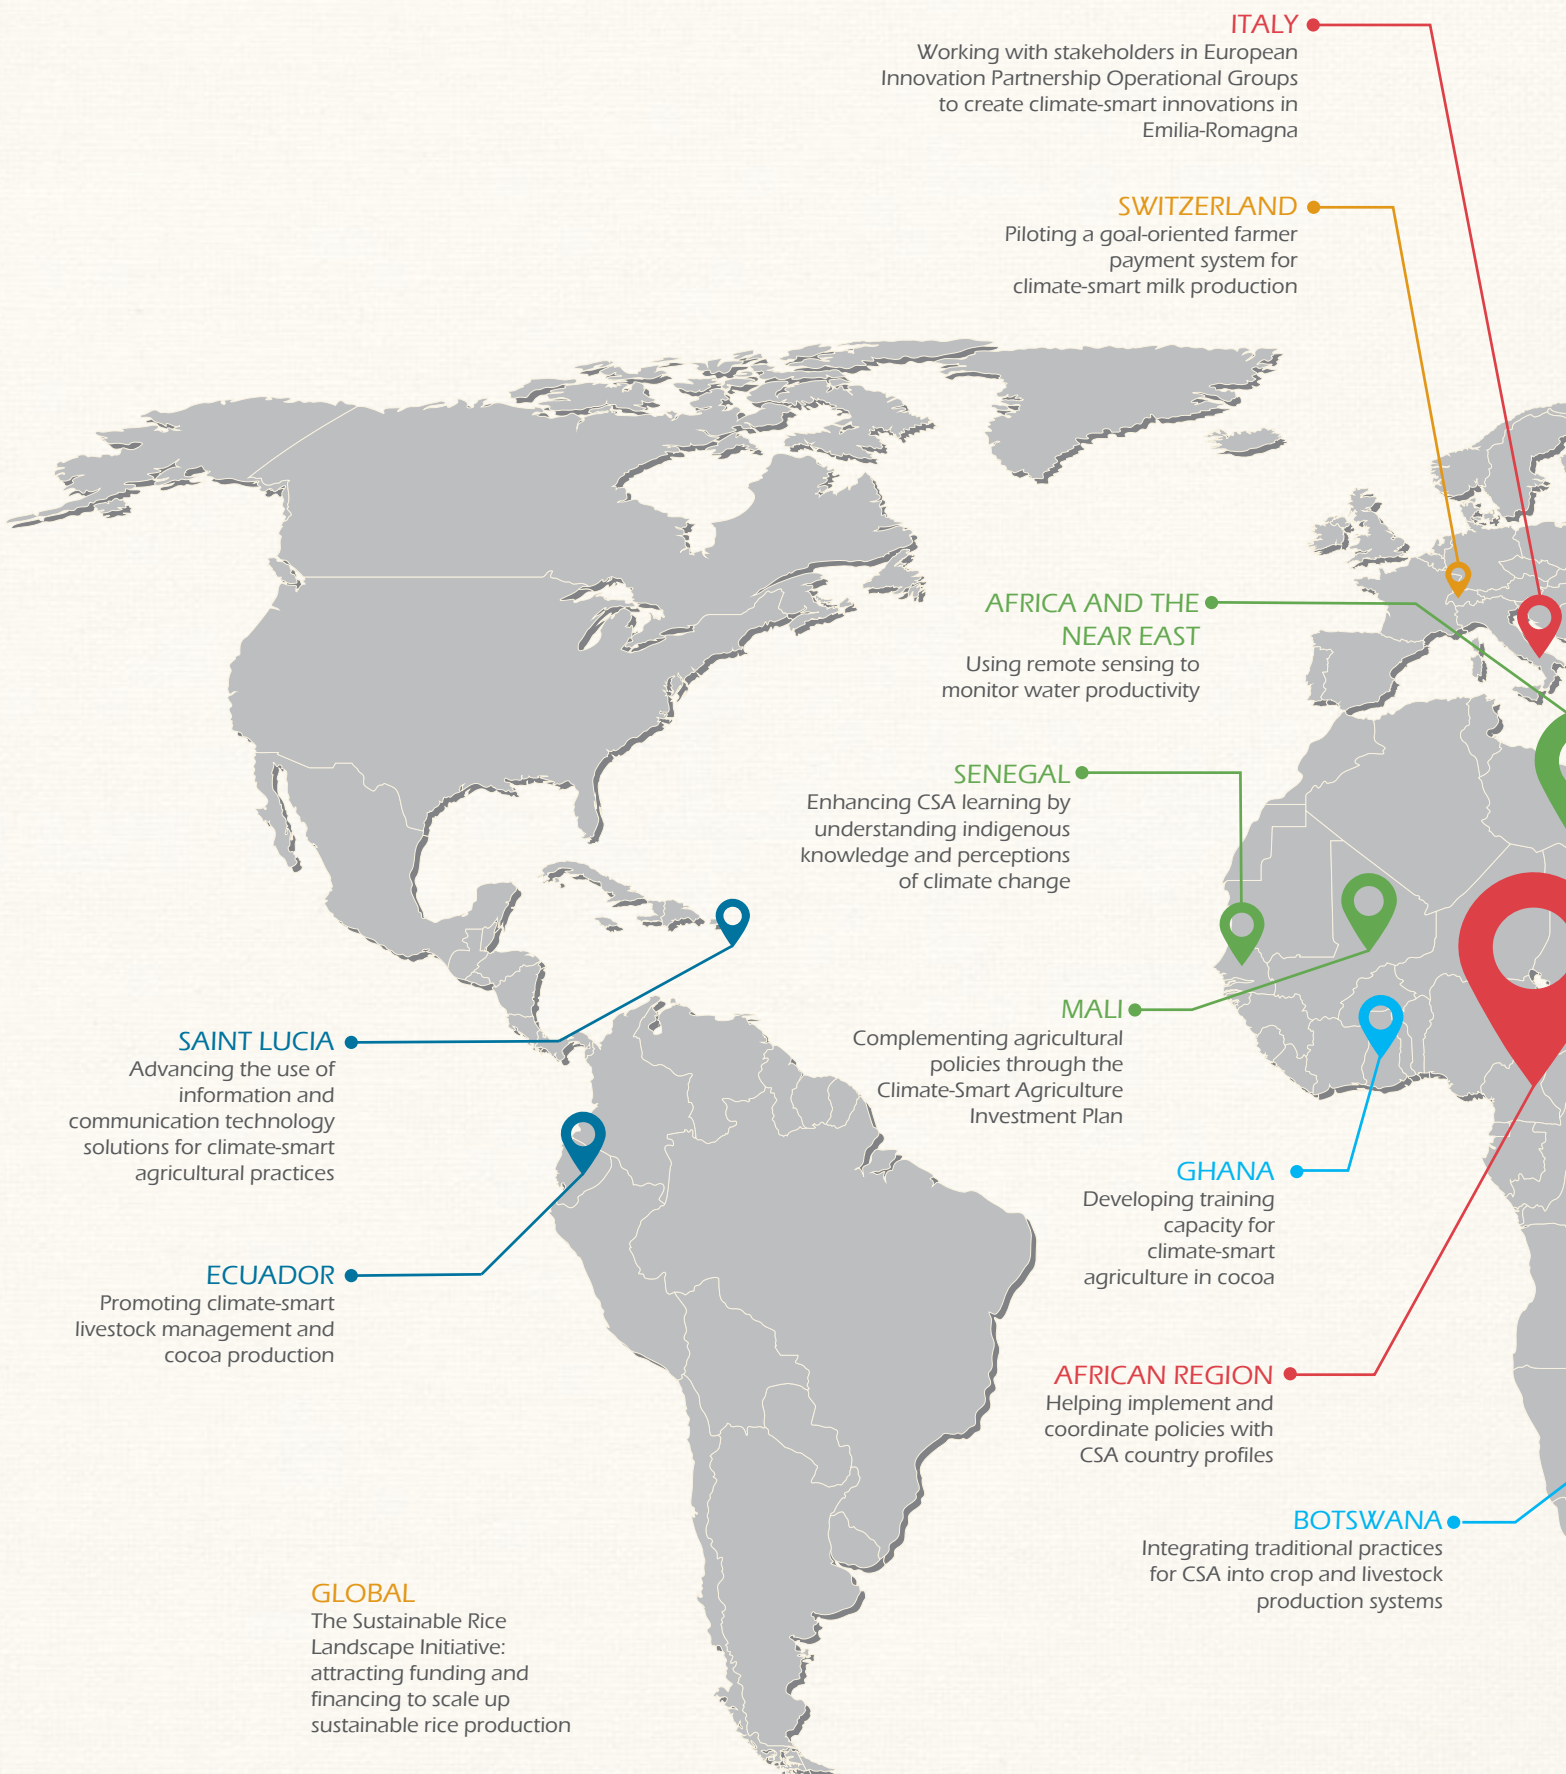 ITALY
Working with stakeholders in European
Innovation Partnership Operational Groups
to create climate-smart innovations in
Emilia-Romagna
SWITZERLAND
Piloting a goal-oriented farmer
payment system for
climate-smart milk production
AFRICA AND THE
NEAR EAST
Using remote sensing to
monitor water productivity
SENEGAL
Enhancing CSA learning by
understanding indigenous
knowledge and perceptions
of climate change
MALI
Complementing agricultural
policies through the
Climate-Smart Agriculture
Investment Plan
SAINT LUCIA
Advancing the use of
information and
communication technology
solutions for climate-smart
agricultural practices
GHANA
Developing training
capacity for
climate-smart
agriculture in cocoa
ECUADOR
Promoting climate-smart
livestock management and
cocoa production
AFRICAN REGION
Helping implement and
coordinate policies with
CSA country profiles
BOTSWANA
Integrating traditional practices
for CSA into crop and livestock
production systems
GLOBAL
The Sustainable Rice
Landscape Initiative:
attracting funding and
financing to scale up
sustainable rice production